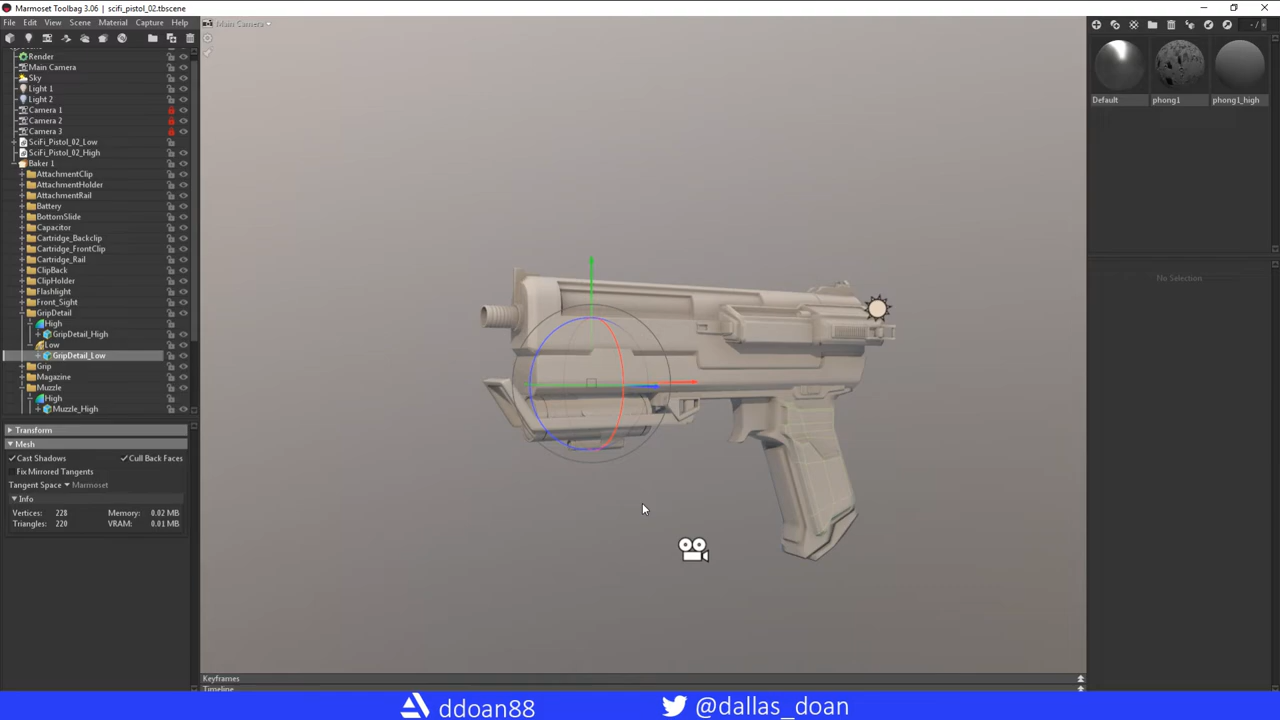 Marmoset Toolbag 3.06 | scifi_pistol_02.tbscene
File Edit View Scene Material Capture Help
Main Camera
Render
Main Camera
Sky
Light 1
Light 2
Camera 1
Camera 2
Camera 3
SciFi_Pistol_02_Low
SciFi_Pistol_02_High
Baker 1
AttachmentClip
AttachmentHolder
AttachmentRail
Battery
BottomSlide
Capacitor
Cartridge_Backclip
Cartridge_FrontClip
Cartridge_Rail
ClipBack
ClipHolder
Flashlight
Front_Sight
GripDetail
High
GripDetail_High
Low
GripDetail_Low
Grip
Magazine
Muzzle
High
Muzzle_High
Transform
Mesh
Cast Shadows Cull Back Faces
Fix Mirrored Tangents
Tangent Space Marmoset
Info
Vertices: 228 Memory: 0.02 MB
Triangles: 220 VRAM: 0.01 MB
Default phong1 phong1_high
No Selection
Keyframes
Timeline
ddoan88 @dallas_doan